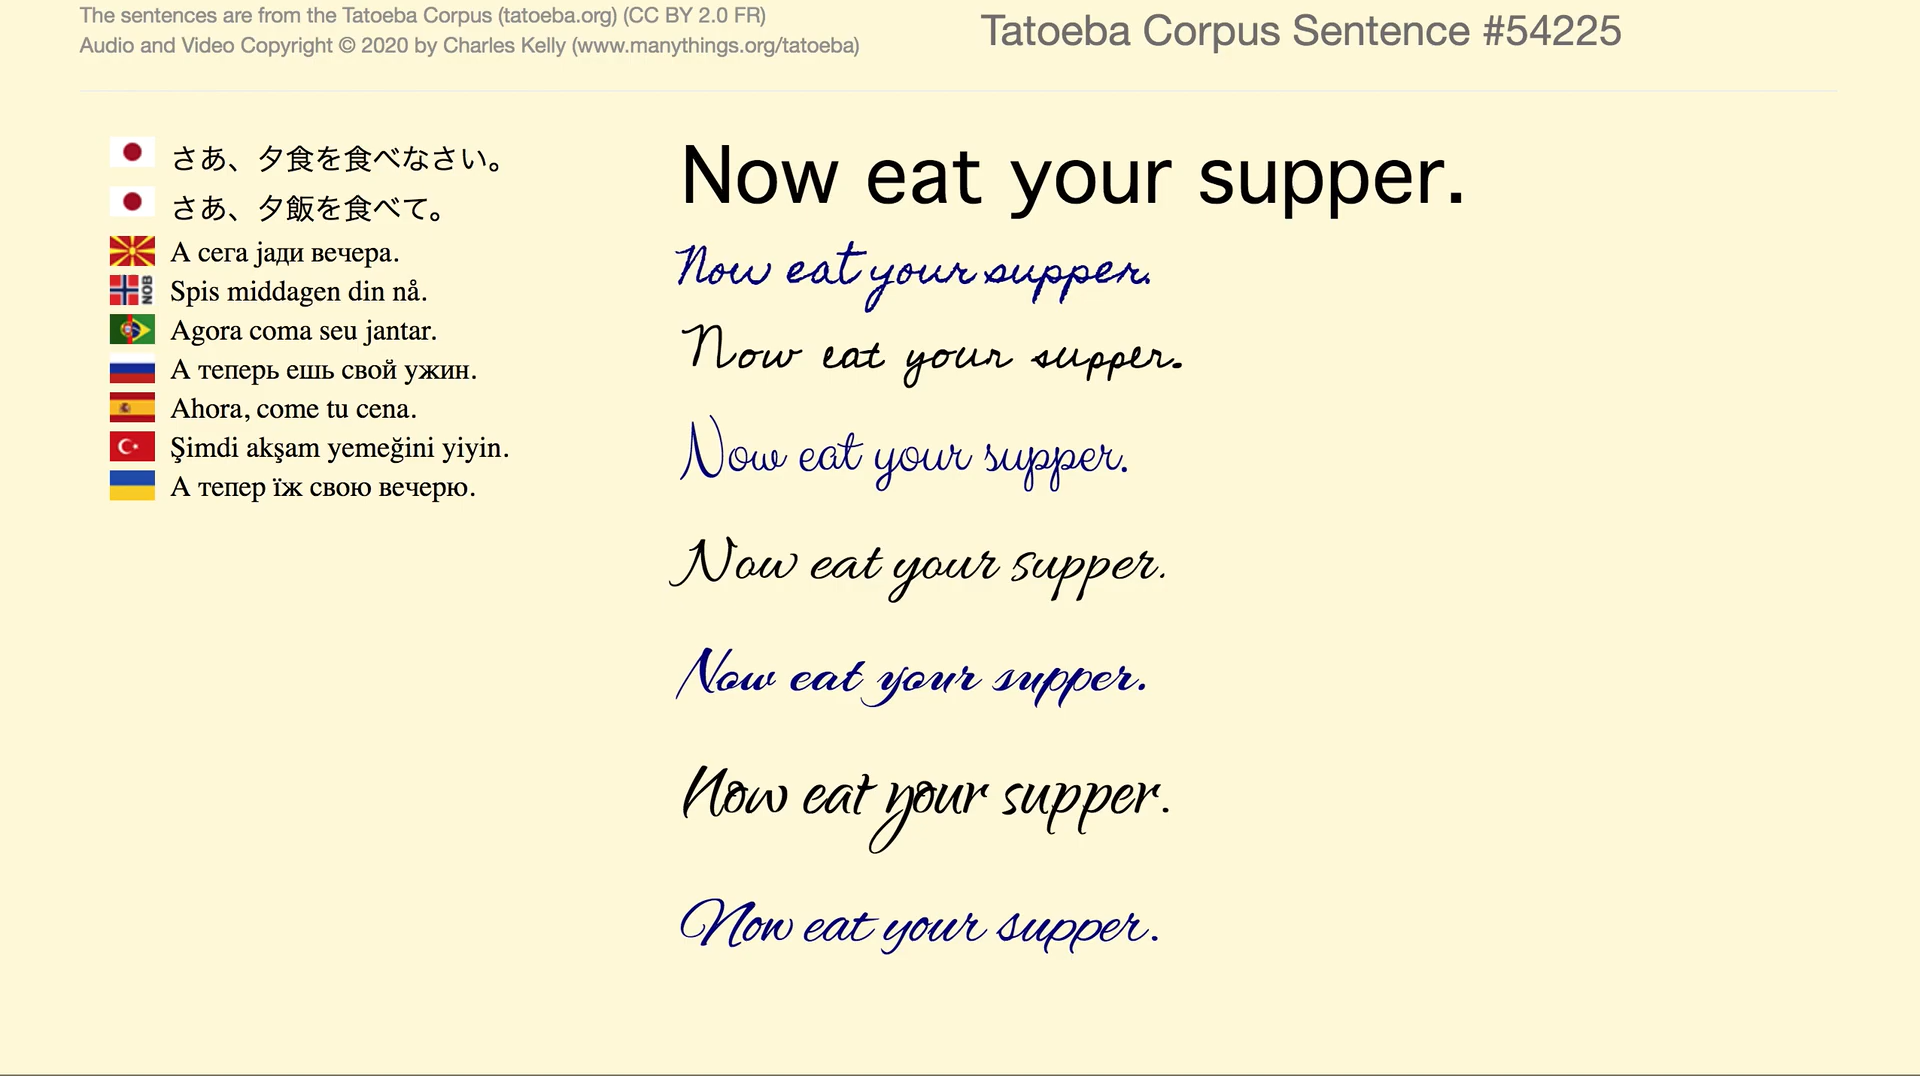 The sentences are from the Tatoeba Corpus (tatoeba.org) (CC BY 2.0 FR)
Audio and Video Copyright © 2020 by Charles Kelly (www.manythings.org/tatoeba)
Tatoeba Corpus Sentence #54225
さあ、夕食を食べなさい。
さあ、夕飯を食べて。
А сега јади вечера.
NOB
Spis middagen din nå.
Agora coma seu jantar.
А теперь ешь свой ужин.
Ahora, come tu cena.
Şimdi akşam yemeğini yiyin.
А тепер їж свою вечерю.
Now eat your supper.
Now eat your supper.
Now eat your supper.
Now eat your supper.
Now eat your supper.
Now eat your supper.
Now eat your supper.
Now eat your supper.